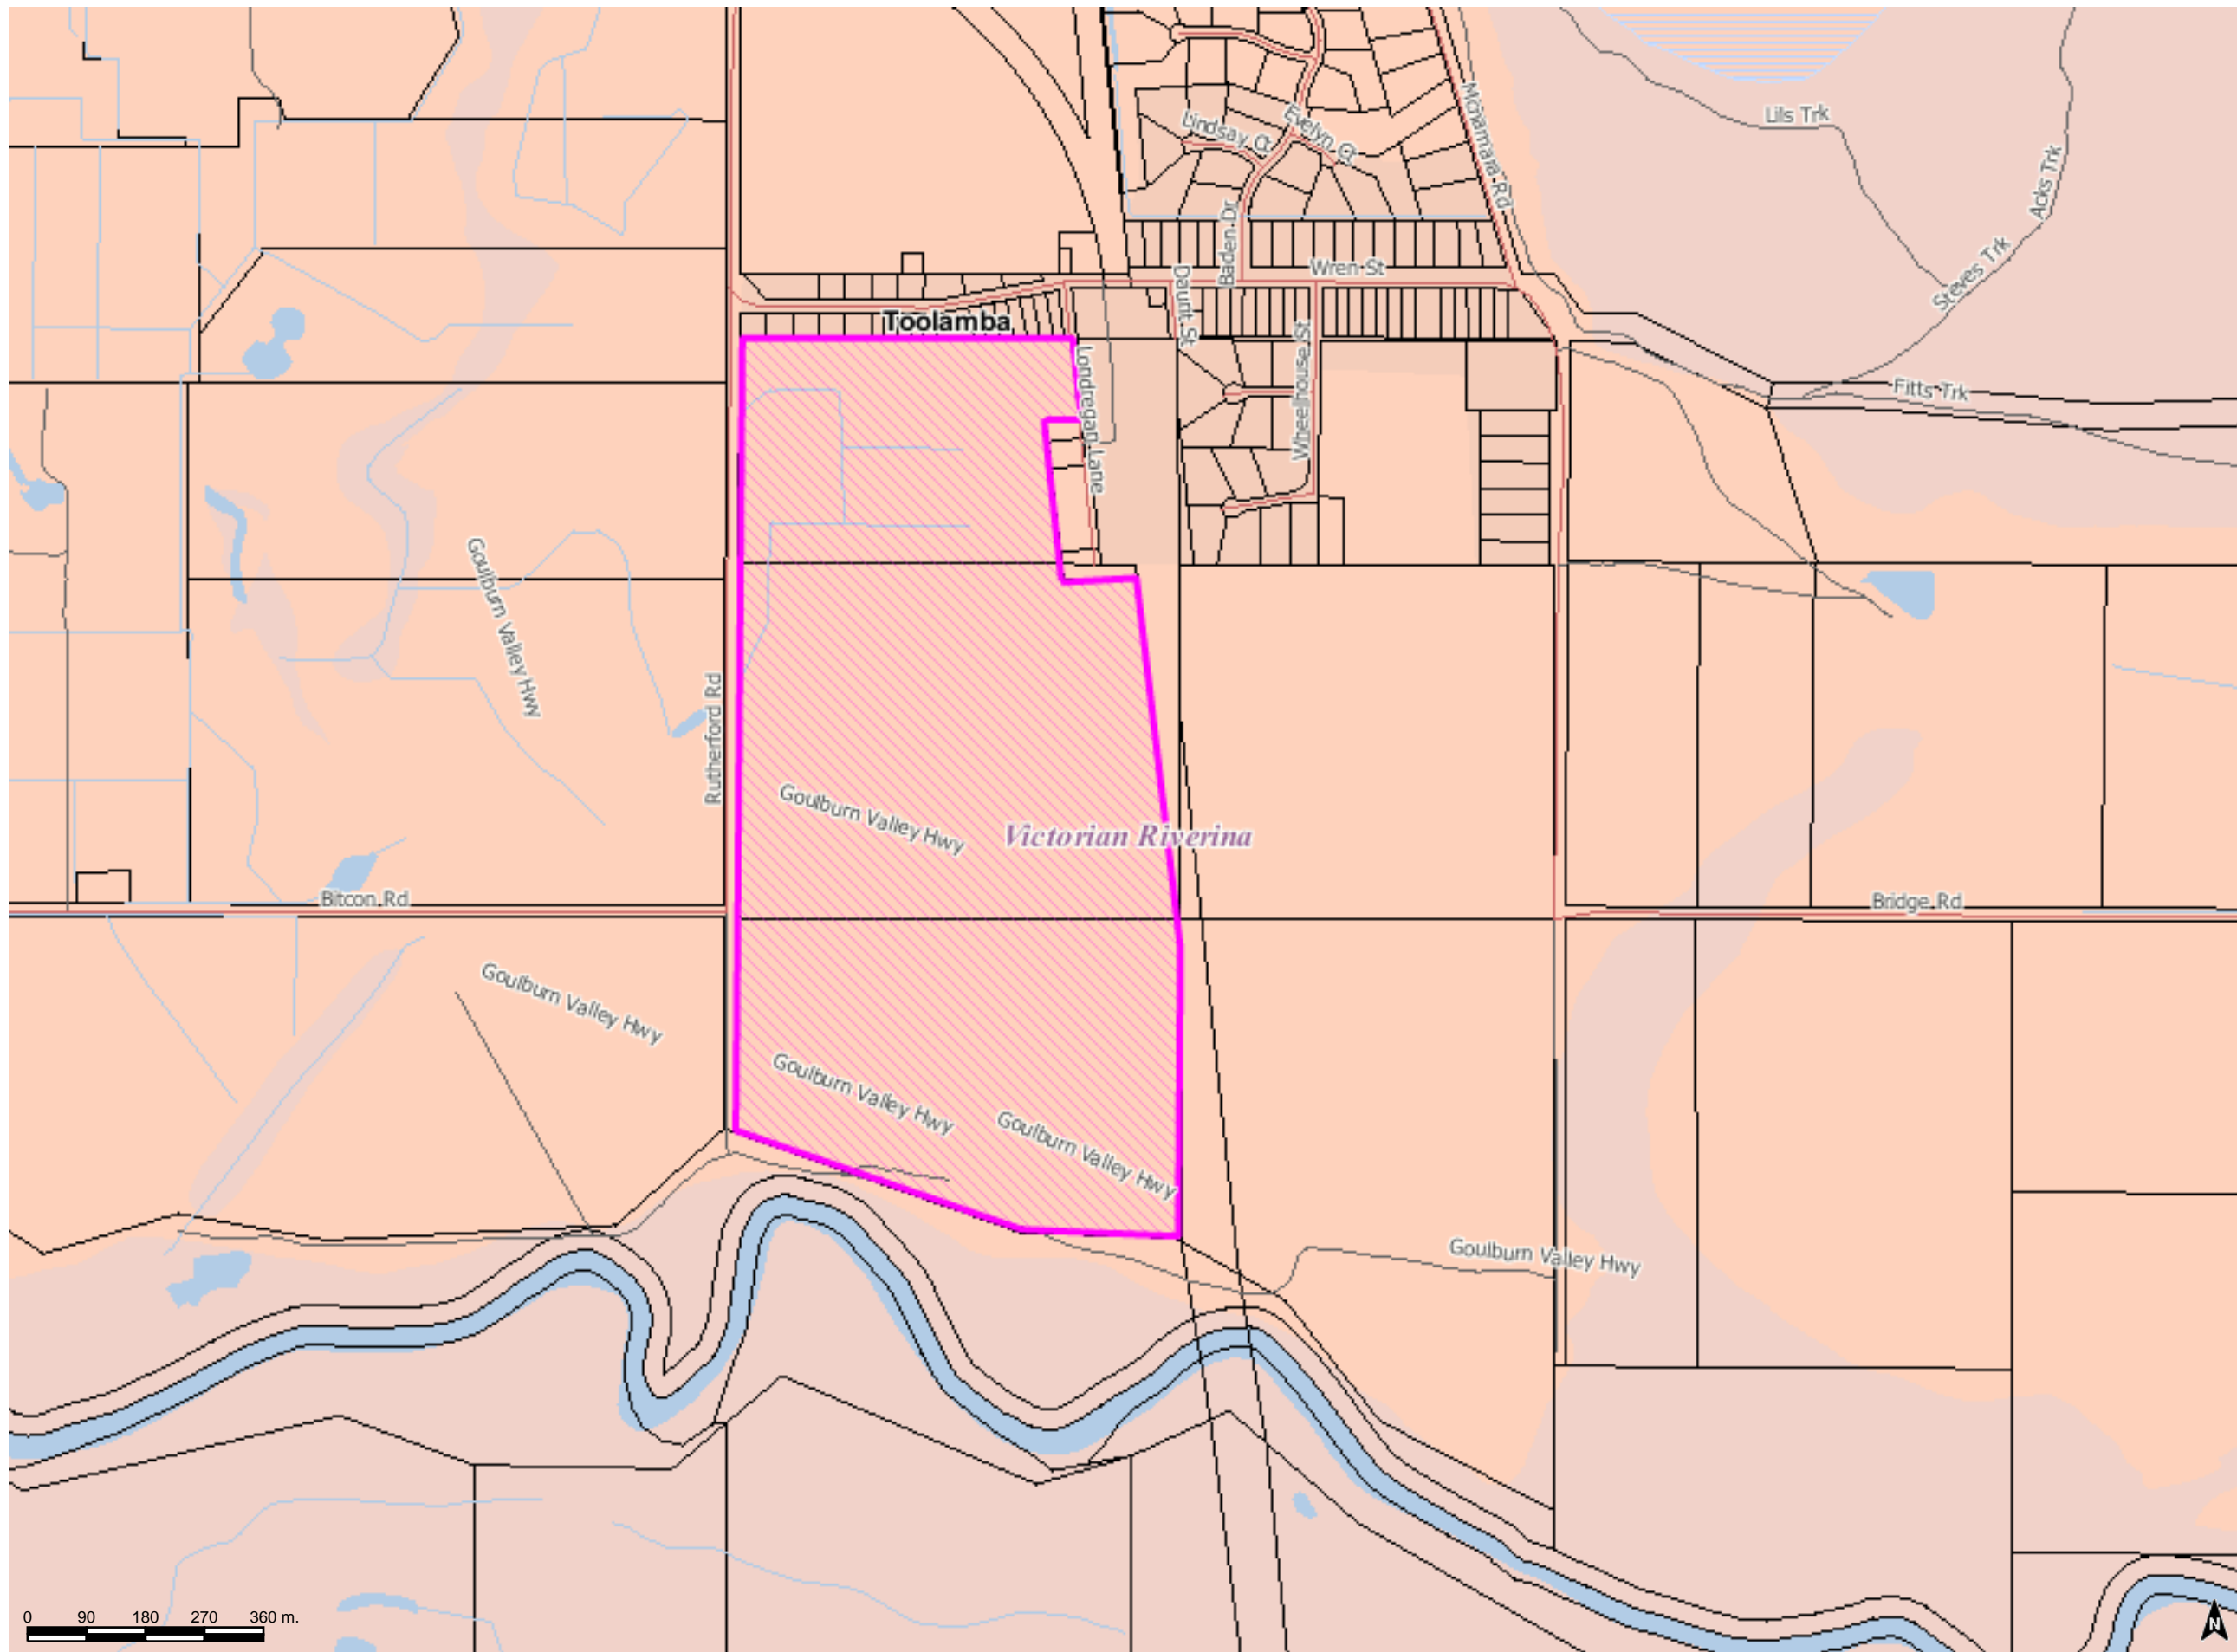 Lils Trk
Mcnamara Rd
Lindsay Ct
Evelyn Ct
Acks Trk
Baden Dr
Steves Trk
Wren St
Daunt St
Toolamba
Londregan Lane
Wheelhouse St
Fitts Trk
Goulburn Valley Hwy
Rutherford Rd
Goulburn Valley Hwy
Victorian Riverina
Bitcon Rd
Bridge Rd
Goulburn Valley Hwy
Goulburn Valley Hwy
Goulburn Valley Hwy
Goulburn Valley Hwy
0 90 180 270 360 m.
N